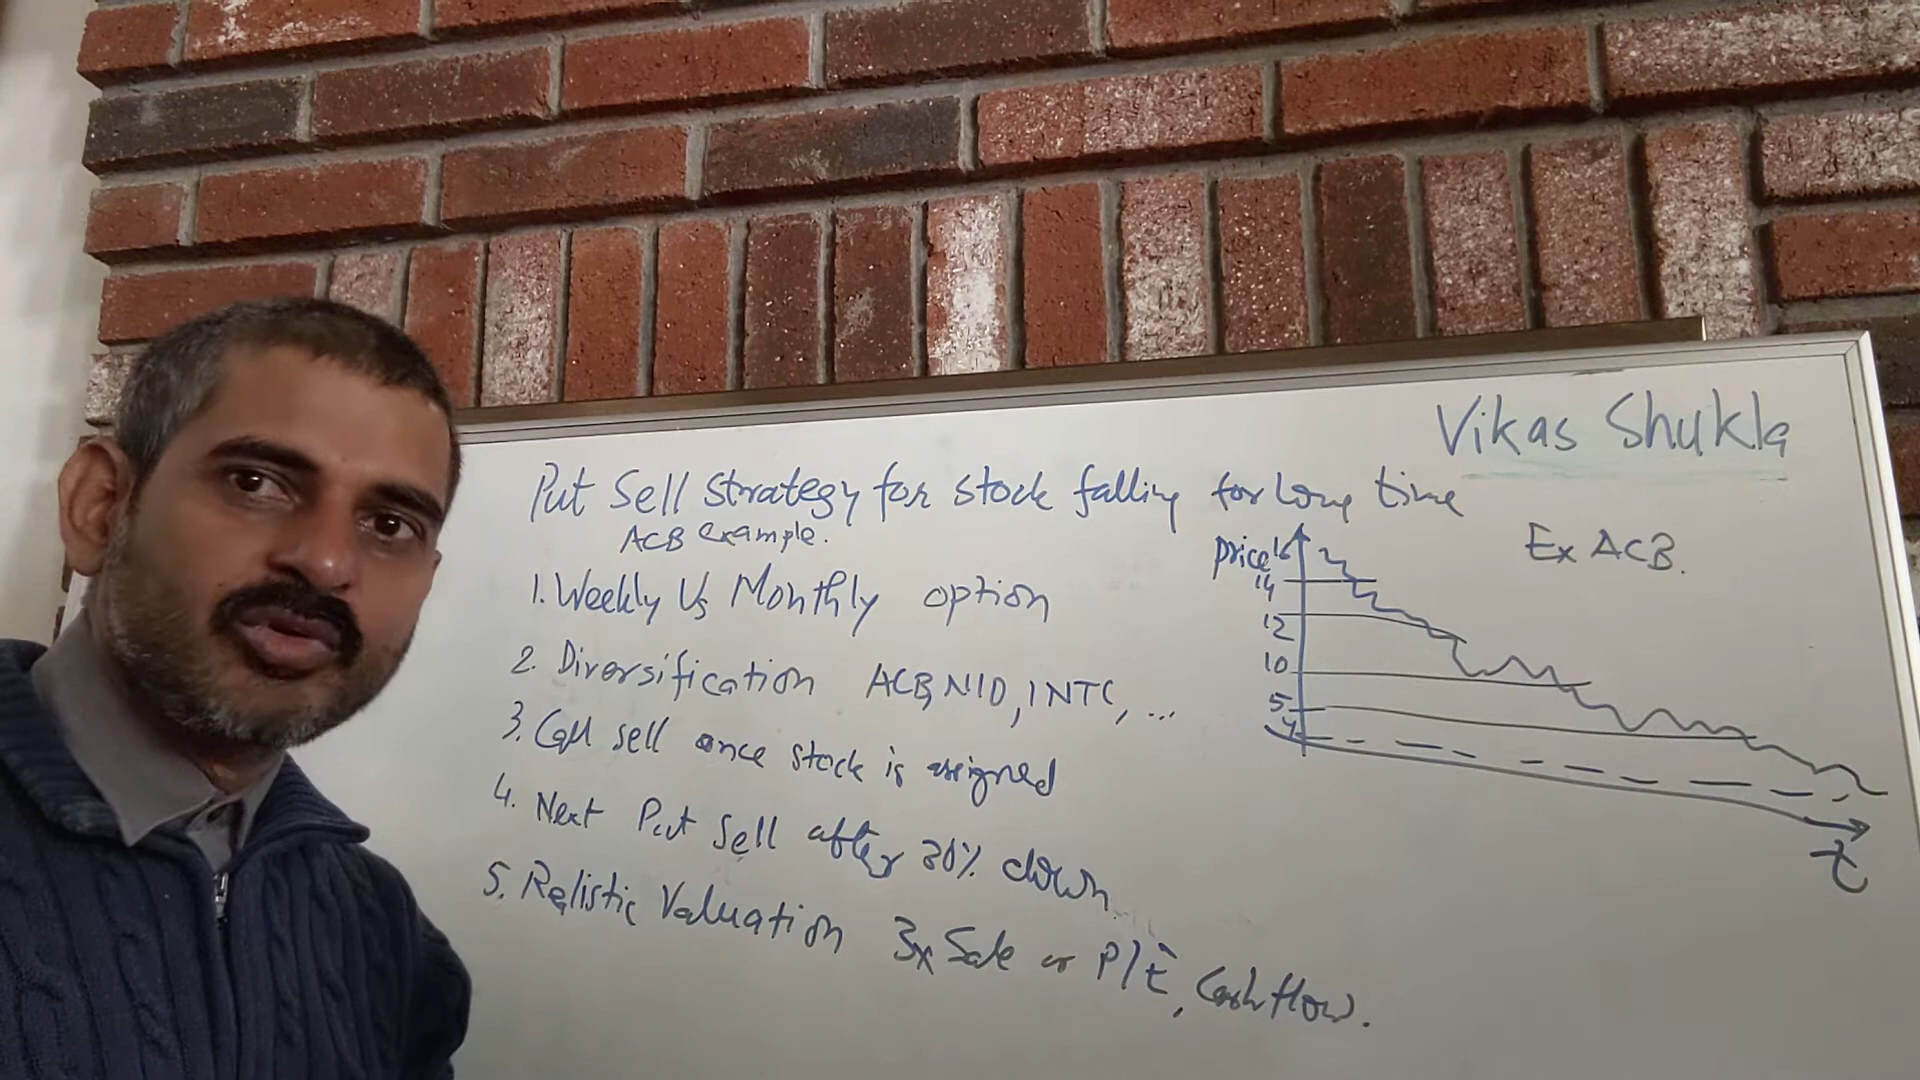 Vikas Shukla
Put Sell Strategy for stock falling for Long time
ACB example.
1. Weekly Vs Monthly option
2. Diversification ACB, NIO, INTC, ...
3. Call sell once stock is assigned
4. Next Put Sell after 30% down
5. Relistic Valuation 3x Sale or P/E, Cash flow.
Ex ACB.
price
16
14
12
10
5
4
t